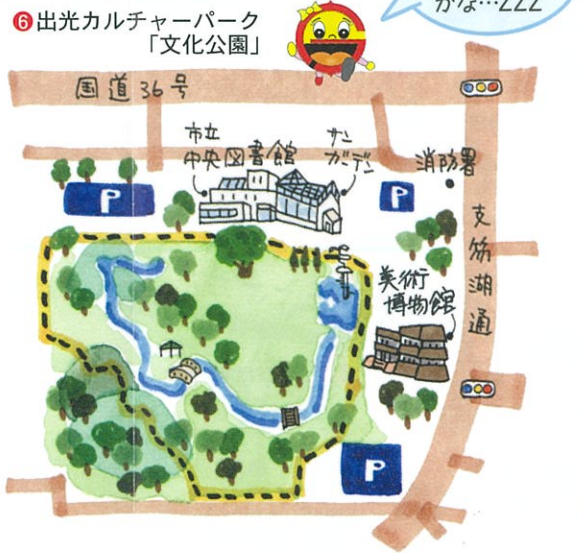 かな…ZZZ
❻出光カルチャーパーク
「文化公園」
国道36号
市立
中央図書館
サン
ガーデン
消防署
P
P
支笏湖通
美術
博物館
P